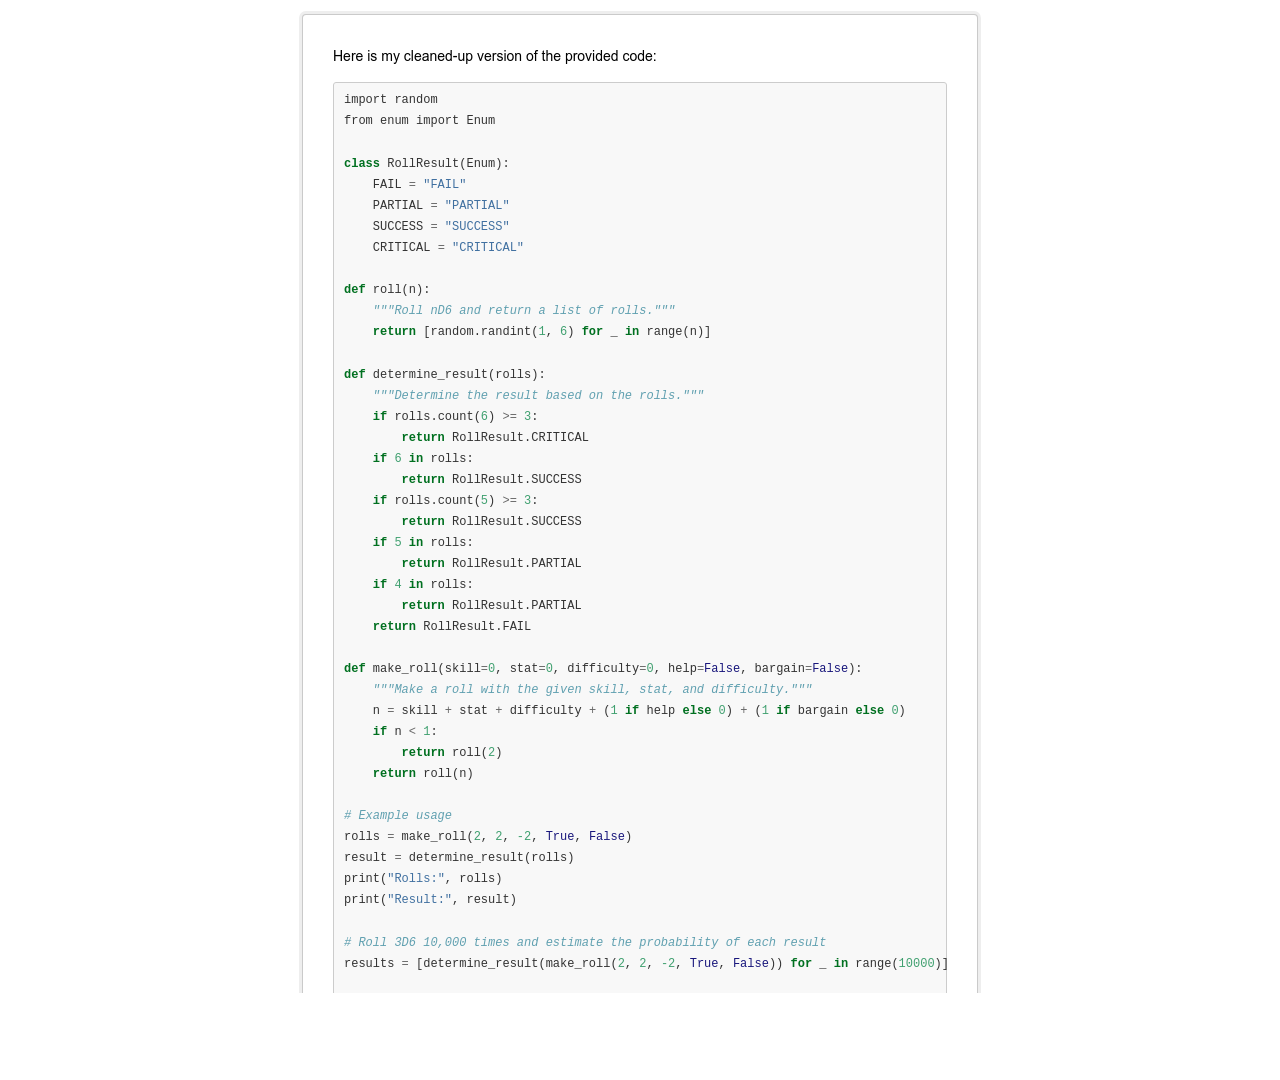 Here is my cleaned-up version of the provided code:
import random
from enum import Enum
class RollResult(Enum):
    FAIL = "FAIL"
    PARTIAL = "PARTIAL"
    SUCCESS = "SUCCESS"
    CRITICAL = "CRITICAL"
def roll(n):
    """Roll nD6 and return a list of rolls."""
    return [random.randint(1, 6) for _ in range(n)]
def determine_result(rolls):
    """Determine the result based on the rolls."""
    if rolls.count(6) >= 3:
        return RollResult.CRITICAL
    if 6 in rolls:
        return RollResult.SUCCESS
    if rolls.count(5) >= 3:
        return RollResult.SUCCESS
    if 5 in rolls:
        return RollResult.PARTIAL
    if 4 in rolls:
        return RollResult.PARTIAL
    return RollResult.FAIL
def make_roll(skill=0, stat=0, difficulty=0, help=False, bargain=False):
    """Make a roll with the given skill, stat, and difficulty."""
    n = skill + stat + difficulty + (1 if help else 0) + (1 if bargain else 0)
    if n < 1:
        return roll(2)
    return roll(n)
# Example usage
rolls = make_roll(2, 2, -2, True, False)
result = determine_result(rolls)
print("Rolls:", rolls)
print("Result:", result)
# Roll 3D6 10,000 times and estimate the probability of each result
results = [determine_result(make_roll(2, 2, -2, True, False)) for _ in range(10000)]